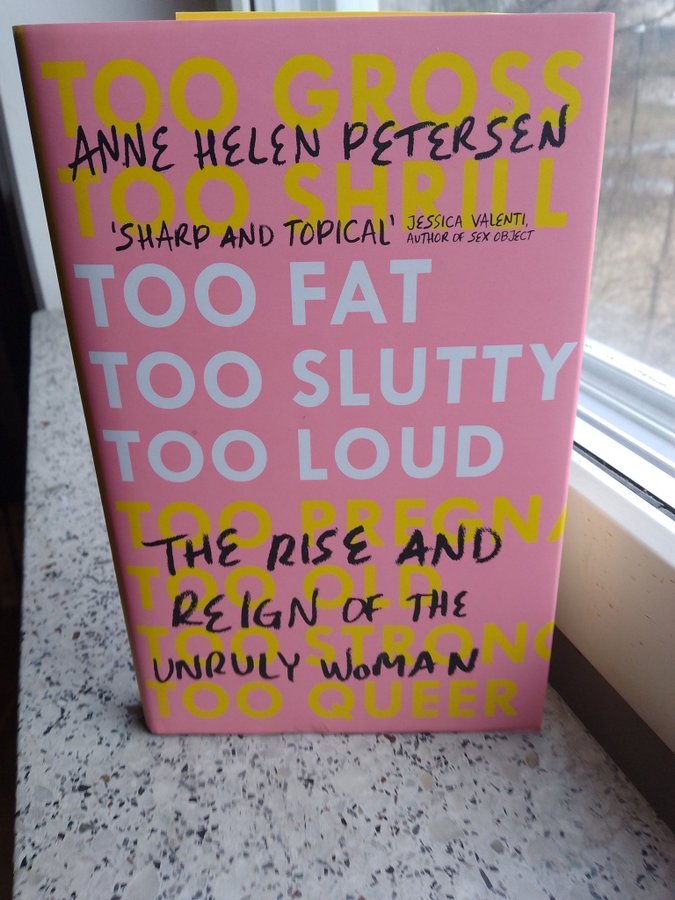 TOO GROSS
ANNE HELEN PETERSEN
TOO SHRILL
'SHARP AND TOPICAL' JESSICA VALENTI,
AUTHOR OF SEX OBJECT
TOO FAT
TOO SLUTTY
TOO LOUD
TOO PREGNA
THE RISE AND
TOO OLD
REIGN OF THE
TOO STRONG
UNRULY WOMAN
TOO QUEER